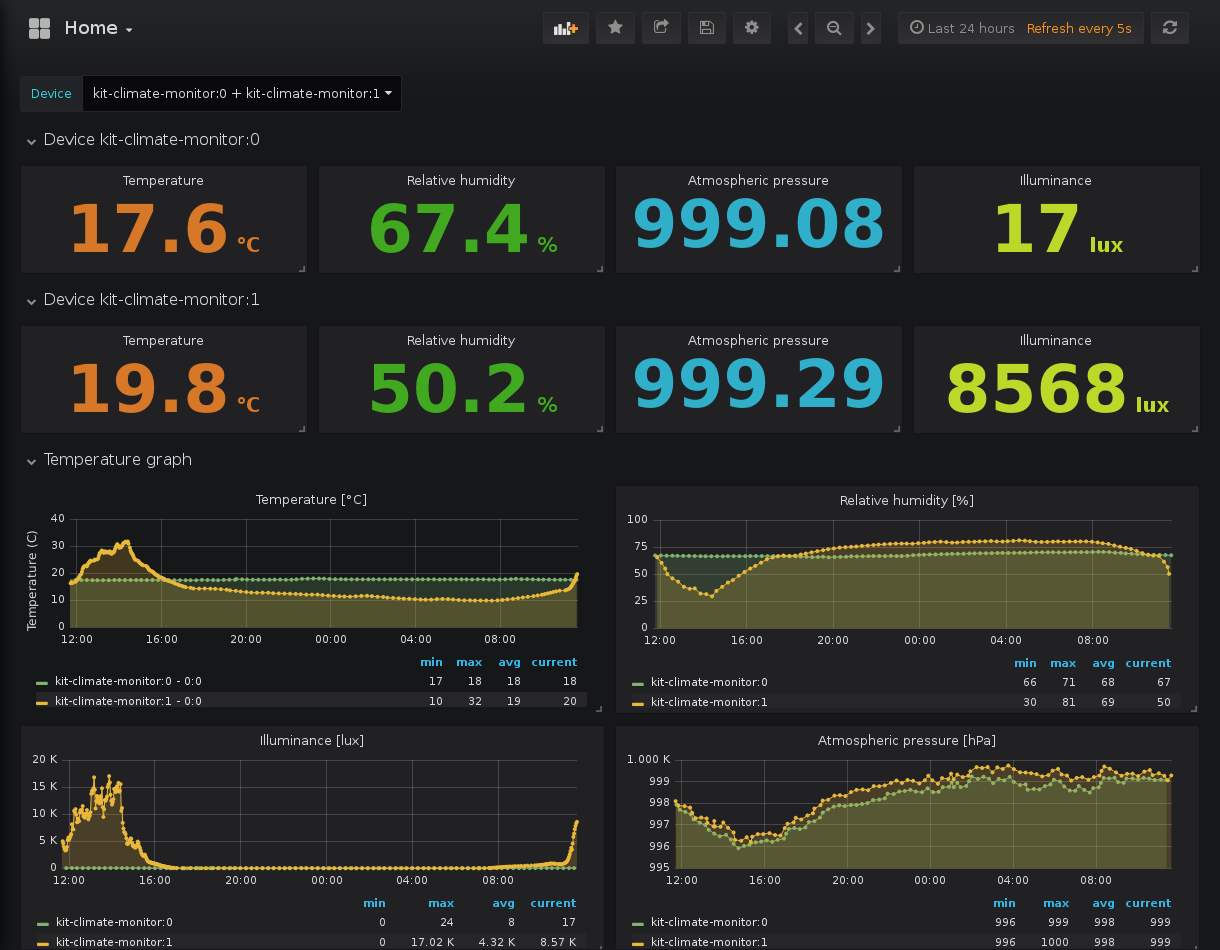 Home
Last 24 hours Refresh every 5s
Device kit-climate-monitor:0 + kit-climate-monitor:1
Device kit-climate-monitor:0
Temperature Relative humidity Atmospheric pressure Illuminance
17.6 °C 67.4 % 999.08 17 lux
Device kit-climate-monitor:1
Temperature Relative humidity Atmospheric pressure Illuminance
19.8 °C 50.2 % 999.29 8568 lux
Temperature graph
Temperature [°C]
Temperature (C)
40
30
20
10
0
12:00 16:00 20:00 00:00 04:00 08:00
min max avg current
kit-climate-monitor:0 - 0:0 17 18 18 18
kit-climate-monitor:1 - 0:0 10 32 19 20
Relative humidity [%]
100
75
50
25
0
12:00 16:00 20:00 00:00 04:00 08:00
min max avg current
kit-climate-monitor:0 66 71 68 67
kit-climate-monitor:1 30 81 69 50
Illuminance [lux]
20 K
15 K
10 K
5 K
0
12:00 16:00 20:00 00:00 04:00 08:00
min max avg current
kit-climate-monitor:0 0 24 8 17
kit-climate-monitor:1 0 17.02 K 4.32 K 8.57 K
Atmospheric pressure [hPa]
1.000 K
999
998
997
996
995
12:00 16:00 20:00 00:00 04:00 08:00
min max avg current
kit-climate-monitor:0 996 999 998 999
kit-climate-monitor:1 996 1000 998 999